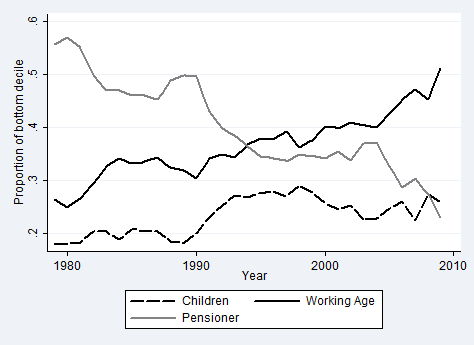 .6
.5
.4
.3
.2
Proportion of bottom decile
1980 1990 2000 2010
Year
Children Working Age
Pensioner